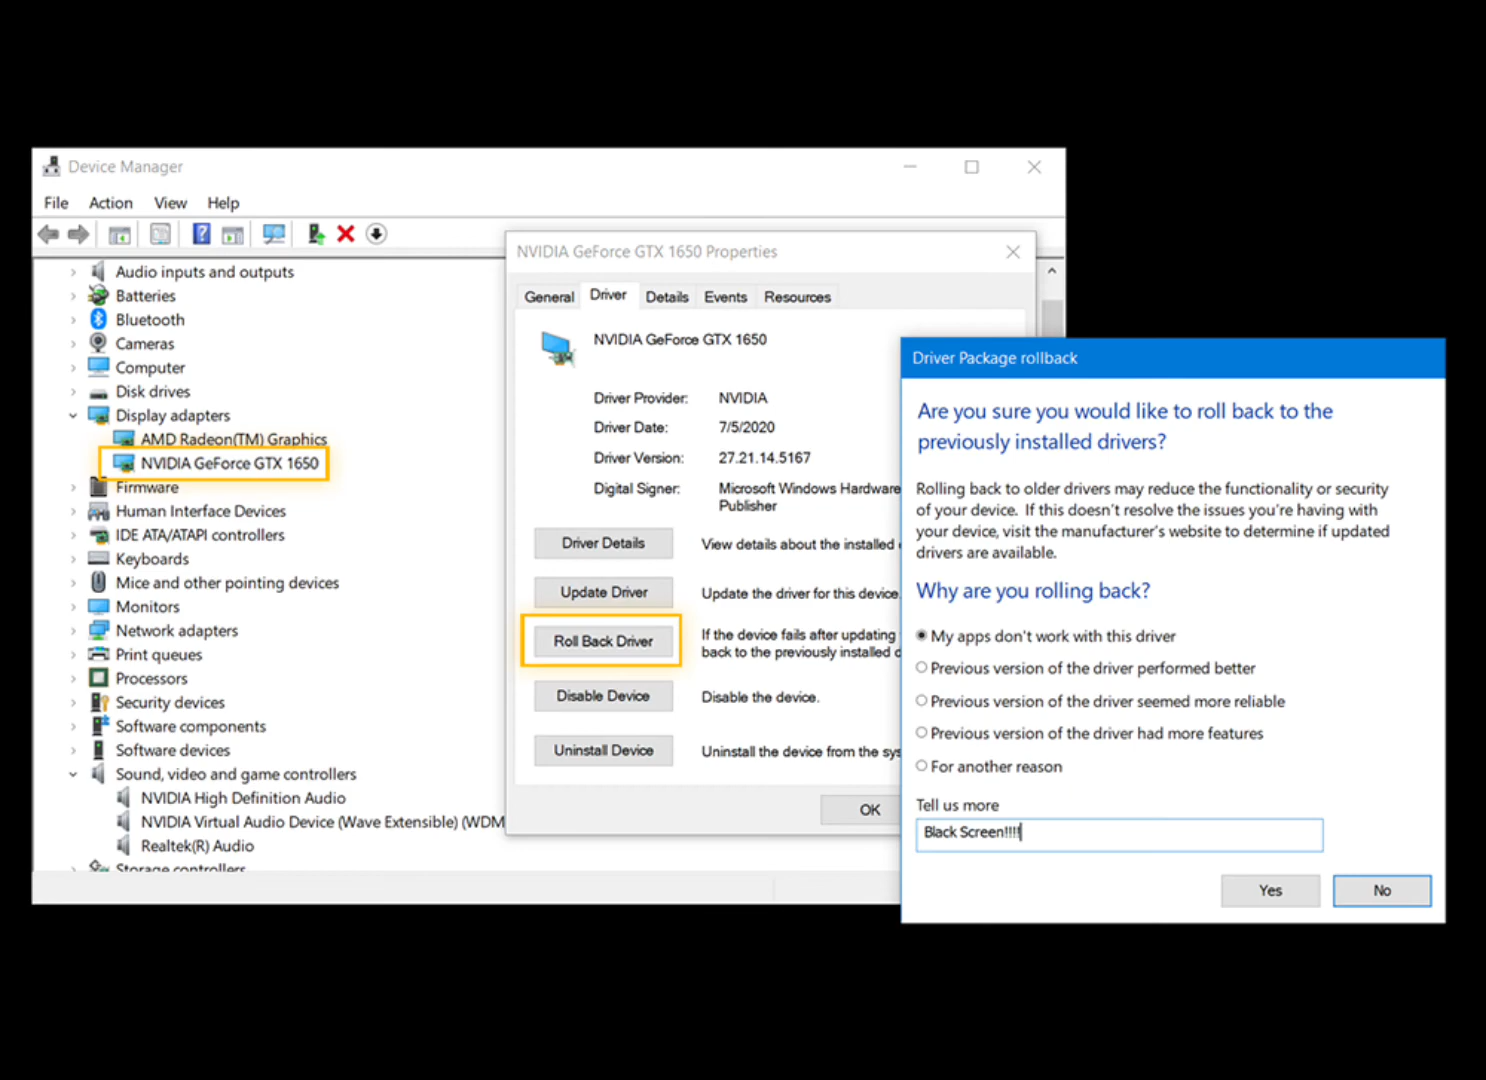 Device Manager
File Action View Help
Audio inputs and outputs
Batteries
Bluetooth
Cameras
Computer
Disk drives
Display adapters
AMD Radeon(TM) Graphics
NVIDIA GeForce GTX 1650
Firmware
Human Interface Devices
IDE ATA/ATAPI controllers
Keyboards
Mice and other pointing devices
Monitors
Network adapters
Print queues
Processors
Security devices
Software components
Software devices
Sound, video and game controllers
NVIDIA High Definition Audio
NVIDIA Virtual Audio Device (Wave Extensible) (WDM
Realtek(R) Audio
Storage controllers
NVIDIA GeForce GTX 1650 Properties
General Driver Details Events Resources
NVIDIA GeForce GTX 1650
Driver Provider: NVIDIA
Driver Date: 7/5/2020
Driver Version: 27.21.14.5167
Digital Signer: Microsoft Windows Hardware
Publisher
Driver Details View details about the installed
Update Driver Update the driver for this device.
Roll Back Driver If the device fails after updating
back to the previously installed
Disable Device Disable the device.
Uninstall Device Uninstall the device from the sys
OK
Driver Package rollback
Are you sure you would like to roll back to the
previously installed drivers?
Rolling back to older drivers may reduce the functionality or security
of your device. If this doesn't resolve the issues you're having with
your device, visit the manufacturer's website to determine if updated
drivers are available.
Why are you rolling back?
My apps don't work with this driver
Previous version of the driver performed better
Previous version of the driver seemed more reliable
Previous version of the driver had more features
For another reason
Tell us more
Black Screen!!!!
Yes No